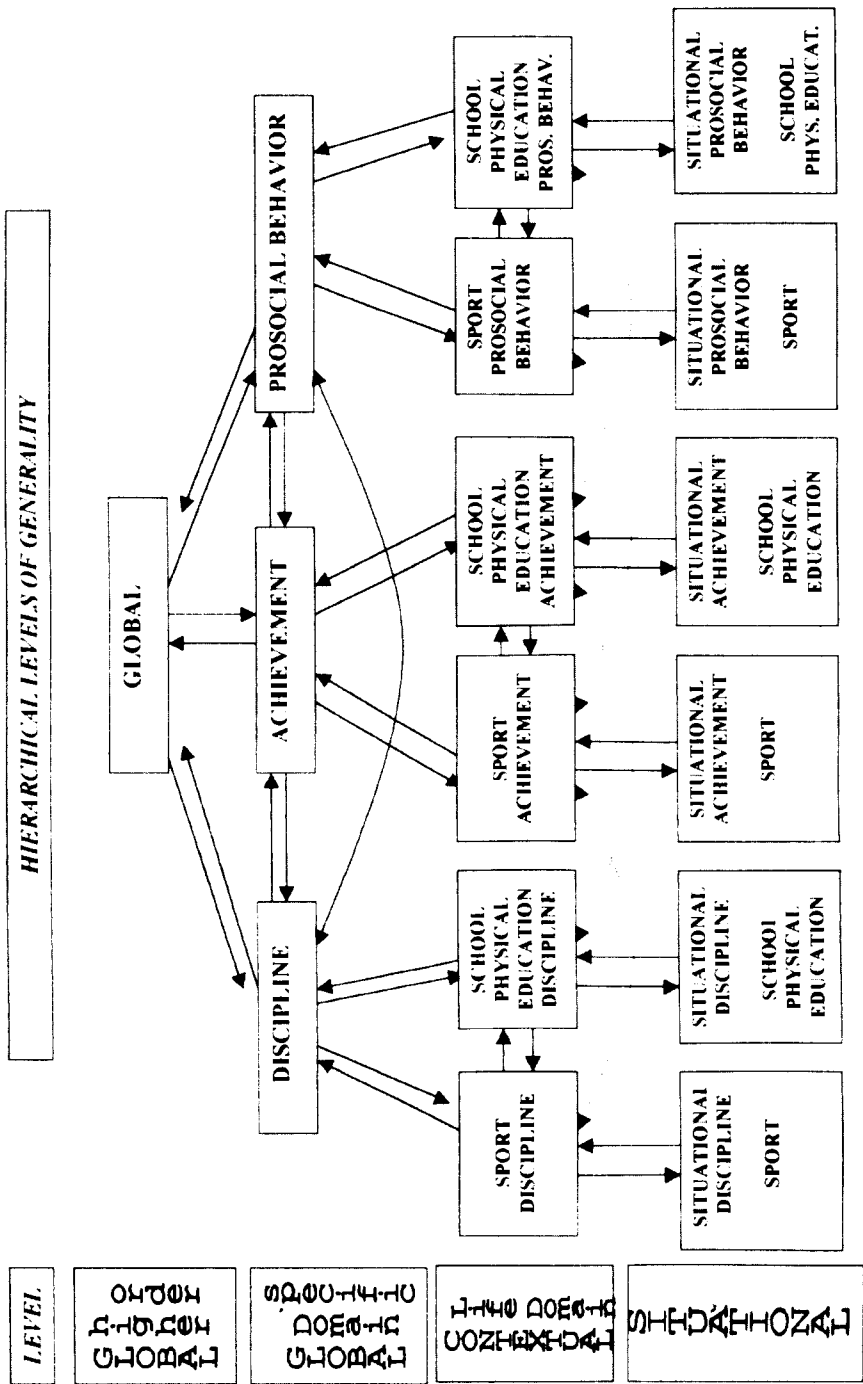 HIERARCHICAL LEVELS OF GENERALITY
LEVEL
GLOBAL
higher
order
GLOBAL
DISCIPLINE
ACHIEVEMENT
PROSOCIAL BEHAVIOR
GLOBAL
Domain
specific
SPORT
DISCIPLINE
SCHOOL
PHYSICAL
EDUCATION
DISCIPLINE
SPORT
ACHIEVEMENT
SCHOOL
PHYSICAL
EDUCATION
ACHIEVEMENT
SPORT
PROSOCIAL
BEHAVIOR
SCHOOL
PHYSICAL
EDUCATION
PROS. BEHAV.
CONTEXTUAL
Life Domain
SITUATIONAL
DISCIPLINE
SPORT
SITUATIONAL
DISCIPLINE
SCHOOL
PHYSICAL
EDUCATION
SITUATIONAL
ACHIEVEMENT
SPORT
SITUATIONAL
ACHIEVEMENT
SCHOOL
PHYSICAL
EDUCATION
SITUATIONAL
PROSOCIAL
BEHAVIOR
SPORT
SITUATIONAL
PROSOCIAL
BEHAVIOR
SCHOOL
PHYS. EDUCAT.
SITUATIONAL